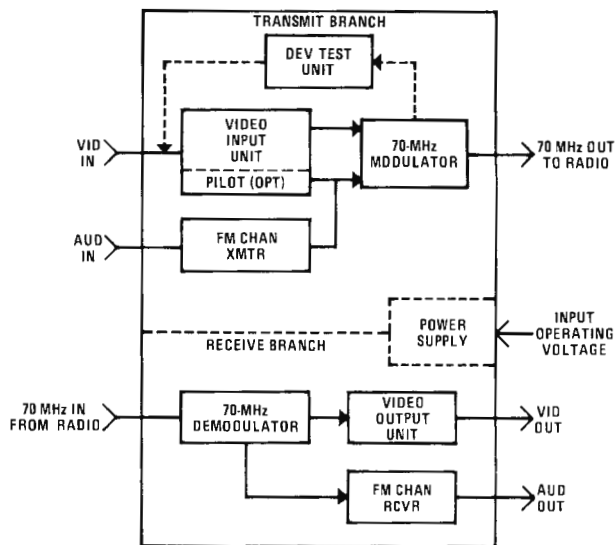 TRANSMIT BRANCH
DEV TEST
UNIT
VID
IN
VIDEO
INPUT
UNIT
PILOT (OPT)
70-MHz
MODULATOR
70 MHz OUT
TO RADIO
AUD
IN
FM CHAN
XMTR
POWER
SUPPLY
INPUT
OPERATING
VOLTAGE
RECEIVE BRANCH
70 MHz IN
FROM RADIO
70-MHz
DEMODULATOR
VIDEO
OUTPUT
UNIT
VID
OUT
FM CHAN
RCVR
AUD
OUT